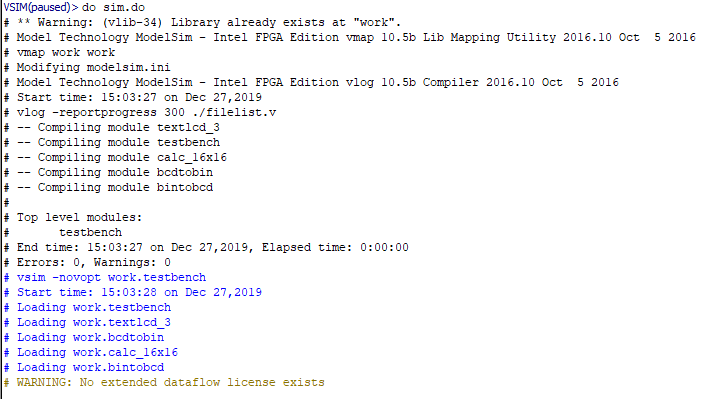 VSIM(paused)> do sim.do
# ** Warning: (vlib-34) Library already exists at "work".
# Model Technology ModelSim - Intel FPGA Edition vmap 10.5b Lib Mapping Utility 2016.10 Oct  5 2016
# vmap work work
# Modifying modelsim.ini
# Model Technology ModelSim - Intel FPGA Edition vlog 10.5b Compiler 2016.10 Oct  5 2016
# Start time: 15:03:27 on Dec 27,2019
# vlog -reportprogress 300 ./filelist.v
# -- Compiling module textlcd_3
# -- Compiling module testbench
# -- Compiling module calc_16x16
# -- Compiling module bcdtobin
# -- Compiling module bintobcd
#
# Top level modules:
#       testbench
# End time: 15:03:27 on Dec 27,2019, Elapsed time: 0:00:00
# Errors: 0, Warnings: 0
# vsim -novopt work.testbench
# Start time: 15:03:28 on Dec 27,2019
# Loading work.testbench
# Loading work.textlcd_3
# Loading work.bcdtobin
# Loading work.calc_16x16
# Loading work.bintobcd
# WARNING: No extended dataflow license exists